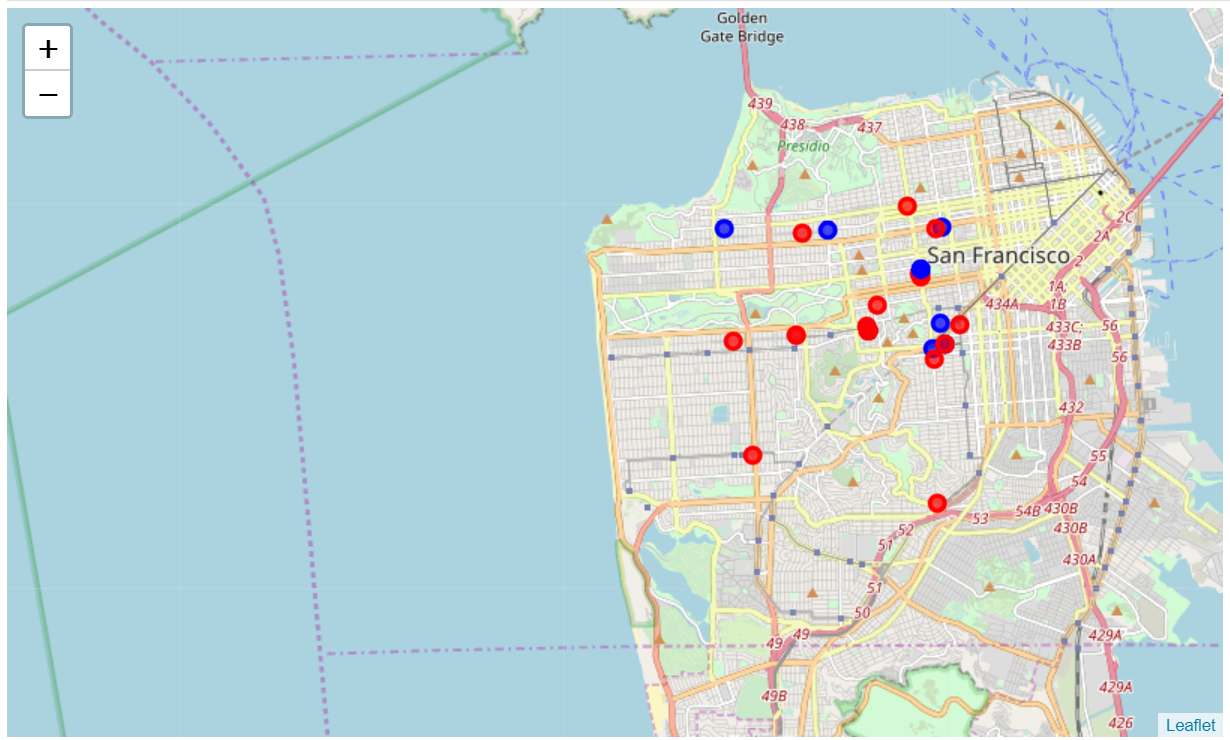 +
−
Golden
Gate Bridge
439
438
437
Presidio
2C
2A
San Francisco
2
1A;
1B
434A
433C;
433B
56
56
432
55
54
54B
430B
53
430B
52
51
430A
51
50
49
49
429A
49B
429A
426
Leaflet